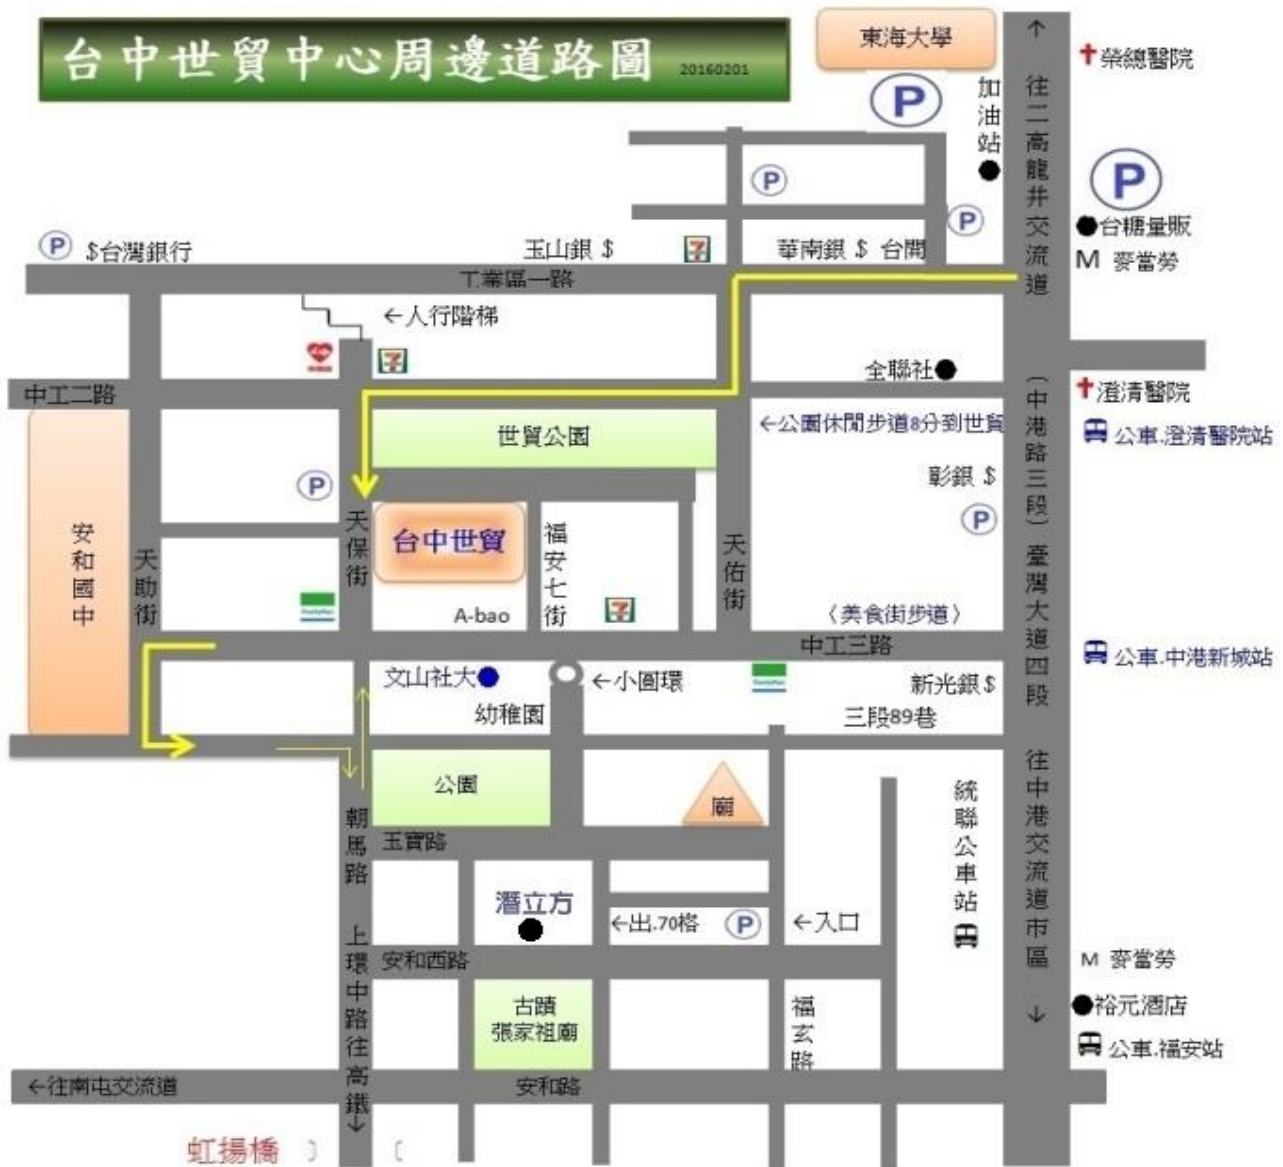 台中世貿中心周邊道路圖 20160201
東海大學
P
加油站
↑ 往二高龍井交流道
榮總醫院
P
P
P
台糖量販
M 麥當勞
P $台灣銀行
玉山銀 $
7
華南銀 $ 台開
工業區一路
←人行階梯
7
全聯社
中工二路
澄清醫院
世貿公園
←公園休閒步道8分到世貿
公車.澄清醫院站
(中港路三段)臺灣大道四段
彰銀 $
P
P
安和國中
天助街
天保街
台中世貿
福安七街
天佑街
FamilyMart
A-bao
7
〈美食街步道〉
中工三路
公車.中港新城站
文山社大
←小圓環
FamilyMart
新光銀$
幼稚園
三段89巷
公園
廟
統聯公車站
往中港交流道市區 ↓
朝馬路
玉寶路
潛立方
←出.70格 P
←入口
上環中路往高鐵↓
安和西路
M 麥當勞
古蹟
張家祖廟
福玄路
裕元酒店
公車.福安站
←往南屯交流道
安和路
虹揚橋